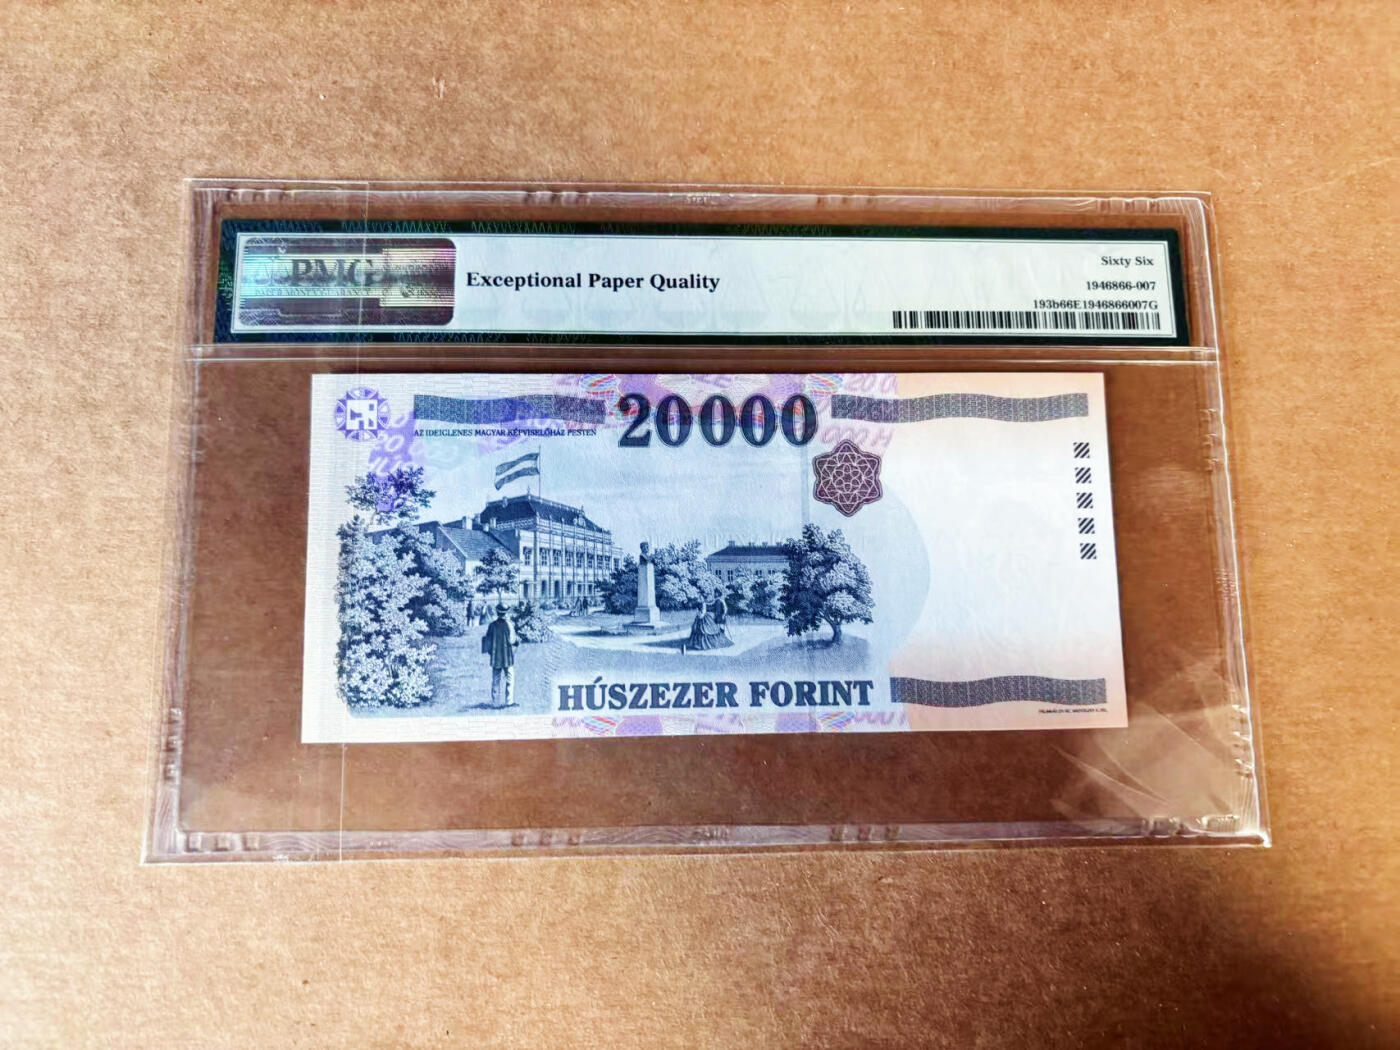 PMG
Exceptional Paper Quality
Sixty Six
1946866-007
193b66E1946866007G
20000
AZ IDEIGLENES MAGYAR KÉPVISELŐHÁZ PESTEN
HÚSZEZER FORINT